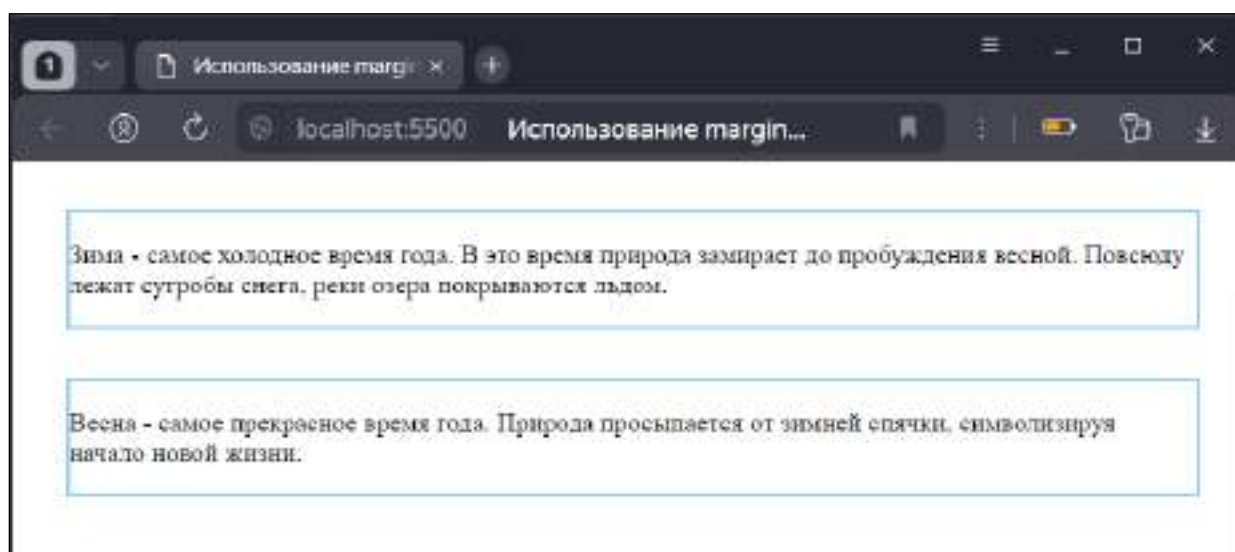 1 Использование margi
localhost:5500 Использование margin...
Зима - самое холодное время года. В это время природа замирает до пробуждения весной. Повсюду
лежат сугробы снега, реки озера покрываются льдом.
Весна - самое прекрасное время года. Природа просыпается от зимней спячки, символизируя
начало новой жизни.